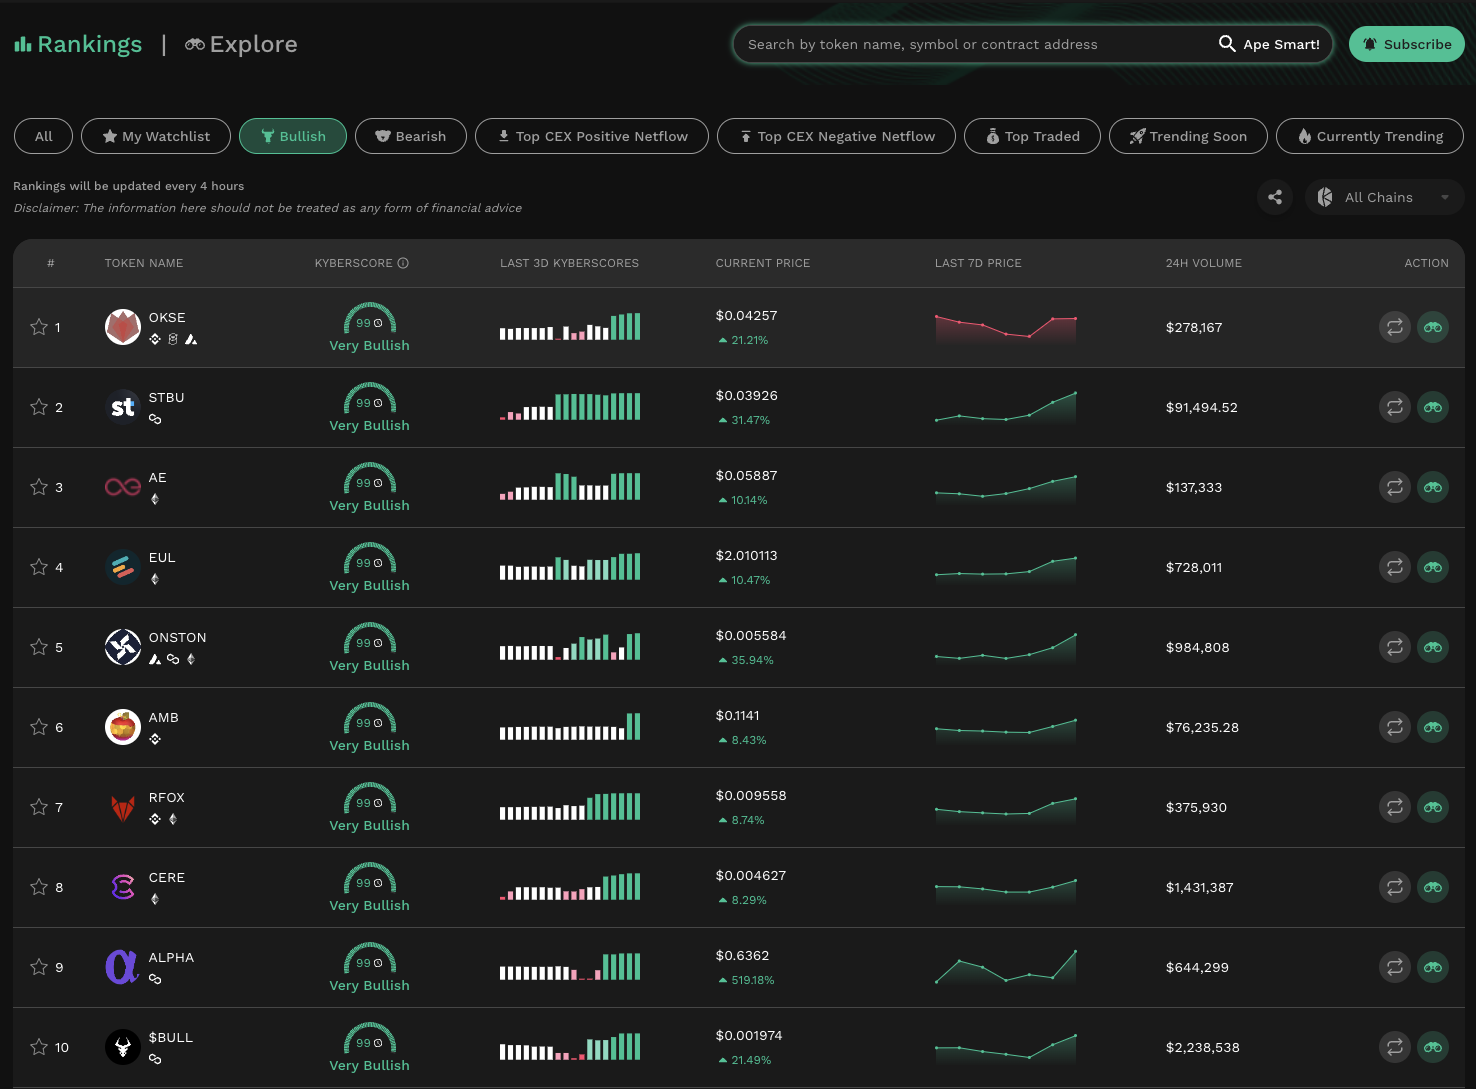 Rankings | Explore
Search by token name, symbol or contract address Ape Smart! Subscribe
All My Watchlist Bullish Bearish Top CEX Positive Netflow Top CEX Negative Netflow Top Traded Trending Soon Currently Trending
Rankings will be updated every 4 hours
Disclaimer: The information here should not be treated as any form of financial advice
All Chains
# TOKEN NAME KYBERSCORE LAST 3D KYBERSCORES CURRENT PRICE LAST 7D PRICE 24H VOLUME ACTION
1 OKSE 99 Very Bullish $0.04257 21.21% $278,167
2 st STBU 99 Very Bullish $0.03926 31.47% $91,494.52
3 AE 99 Very Bullish $0.05887 10.14% $137,333
4 EUL 99 Very Bullish $2.010113 10.47% $728,011
5 ONSTON 99 Very Bullish $0.005584 35.94% $984,808
6 AMB 99 Very Bullish $0.1141 8.43% $76,235.28
7 RFOX 99 Very Bullish $0.009558 8.74% $375,930
8 CERE 99 Very Bullish $0.004627 8.29% $1,431,387
9 ALPHA 99 Very Bullish $0.6362 519.18% $644,299
10 $BULL 99 Very Bullish $0.001974 21.49% $2,238,538